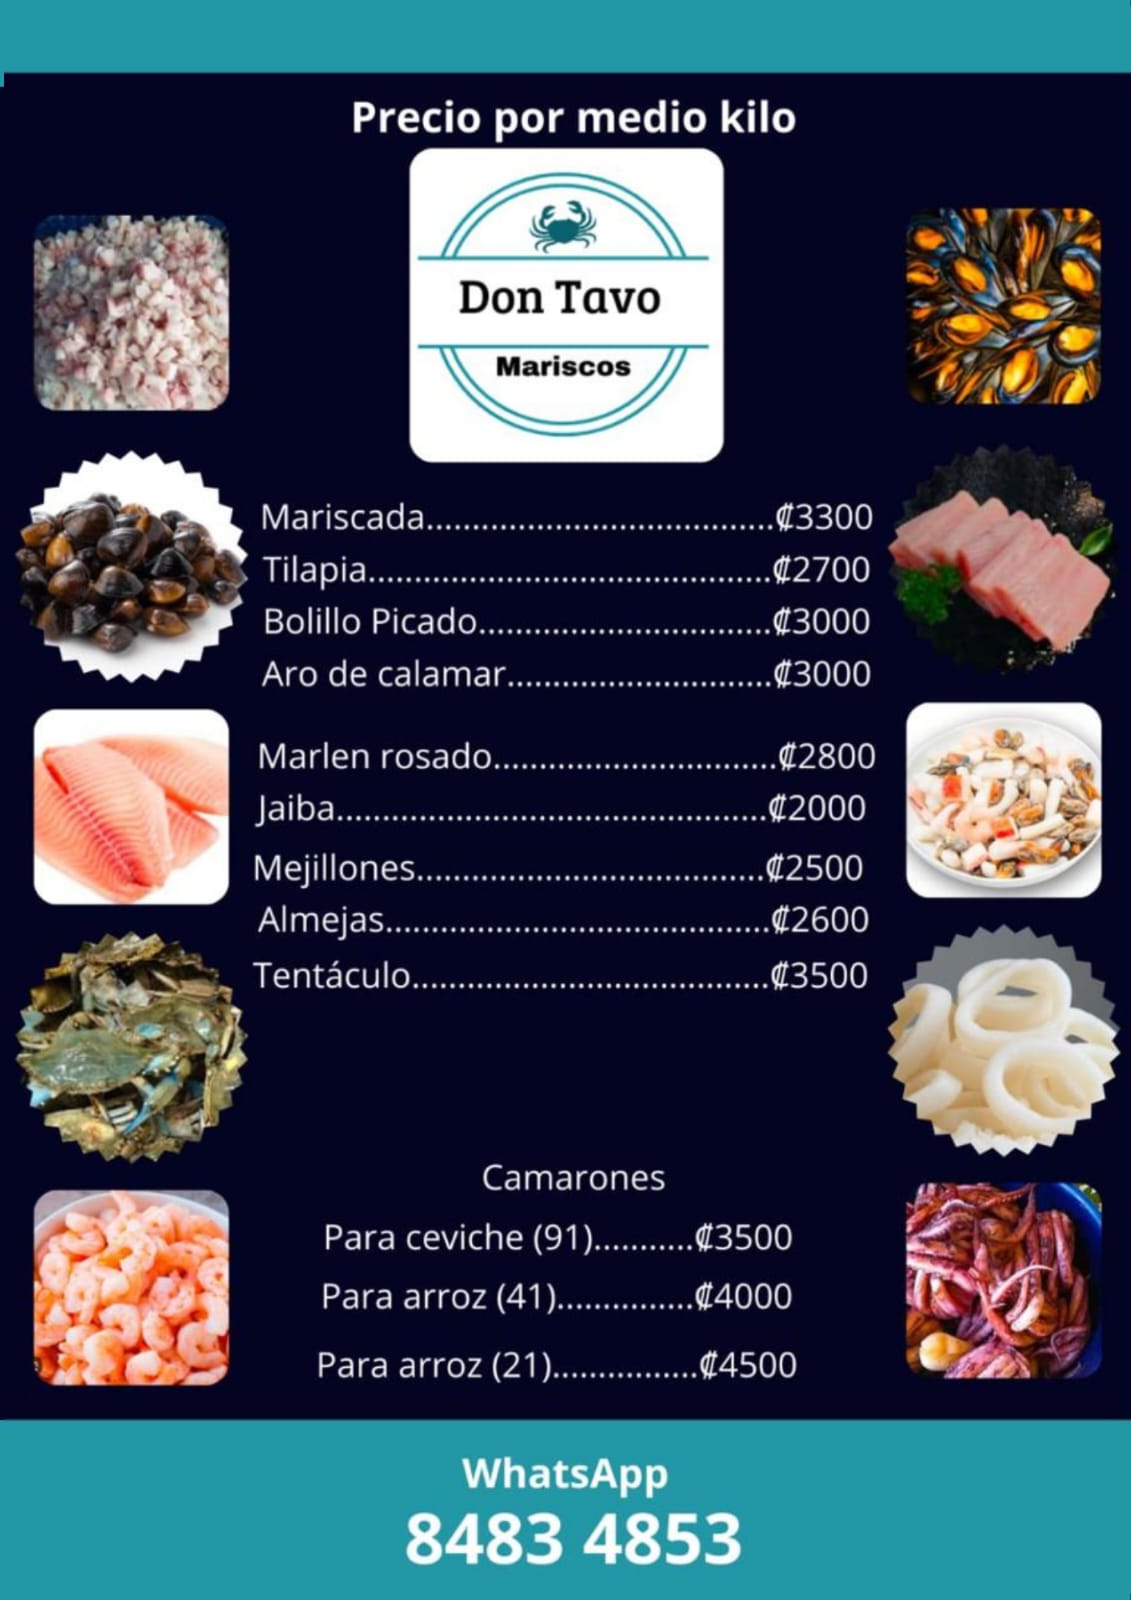 Precio por medio kilo
Don Tavo
Mariscos
Mariscada......................................₡3300
Tilapia............................................₡2700
Bolillo Picado................................₡3000
Aro de calamar.............................₡3000
Marlen rosado...............................₡2800
Jaiba...............................................₡2000
Mejillones......................................₡2500
Almejas..........................................₡2600
Tentáculo.......................................₡3500
Camarones
Para ceviche (91)...........₡3500
Para arroz (41)...............₡4000
Para arroz (21)................₡4500
WhatsApp
8483 4853